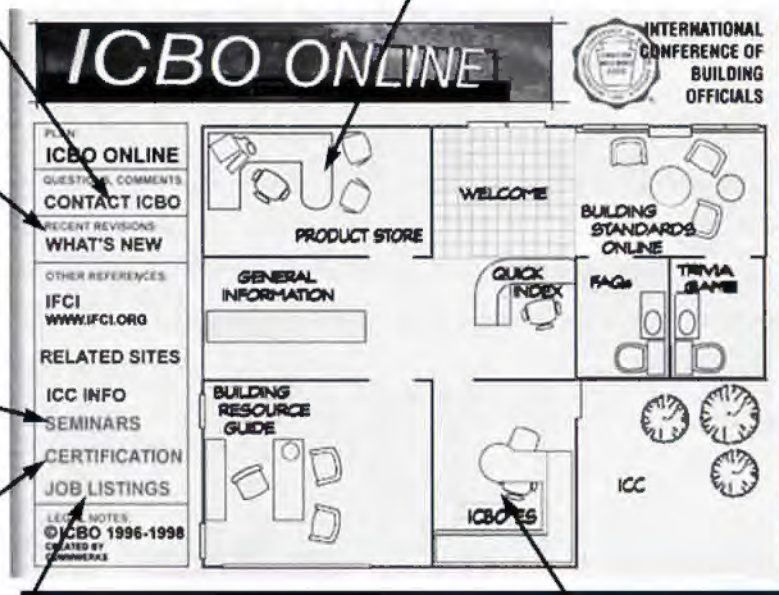 ICBO ONLINE
INTERNATIONAL
CONFERENCE OF
BUILDING
OFFICIALS
PLAN
ICBO ONLINE
QUESTIONS, COMMENTS
CONTACT ICBO
RECENT REVISIONS
WHAT'S NEW
OTHER REFERENCES
IFCI
WWW.IFCI.ORG
RELATED SITES
ICC INFO
SEMINARS
CERTIFICATION
JOB LISTINGS
LEGAL NOTES:
©ICBO 1996-1998
CREATED BY
PRODUCT STORE
WELCOME
BUILDING
STANDARDS
ONLINE
GENERAL
INFORMATION
QUICK
INDEX
FAQs
TRIVIA
GAME
BUILDING
RESOURCE
GUIDE
ICBO ES
ICC